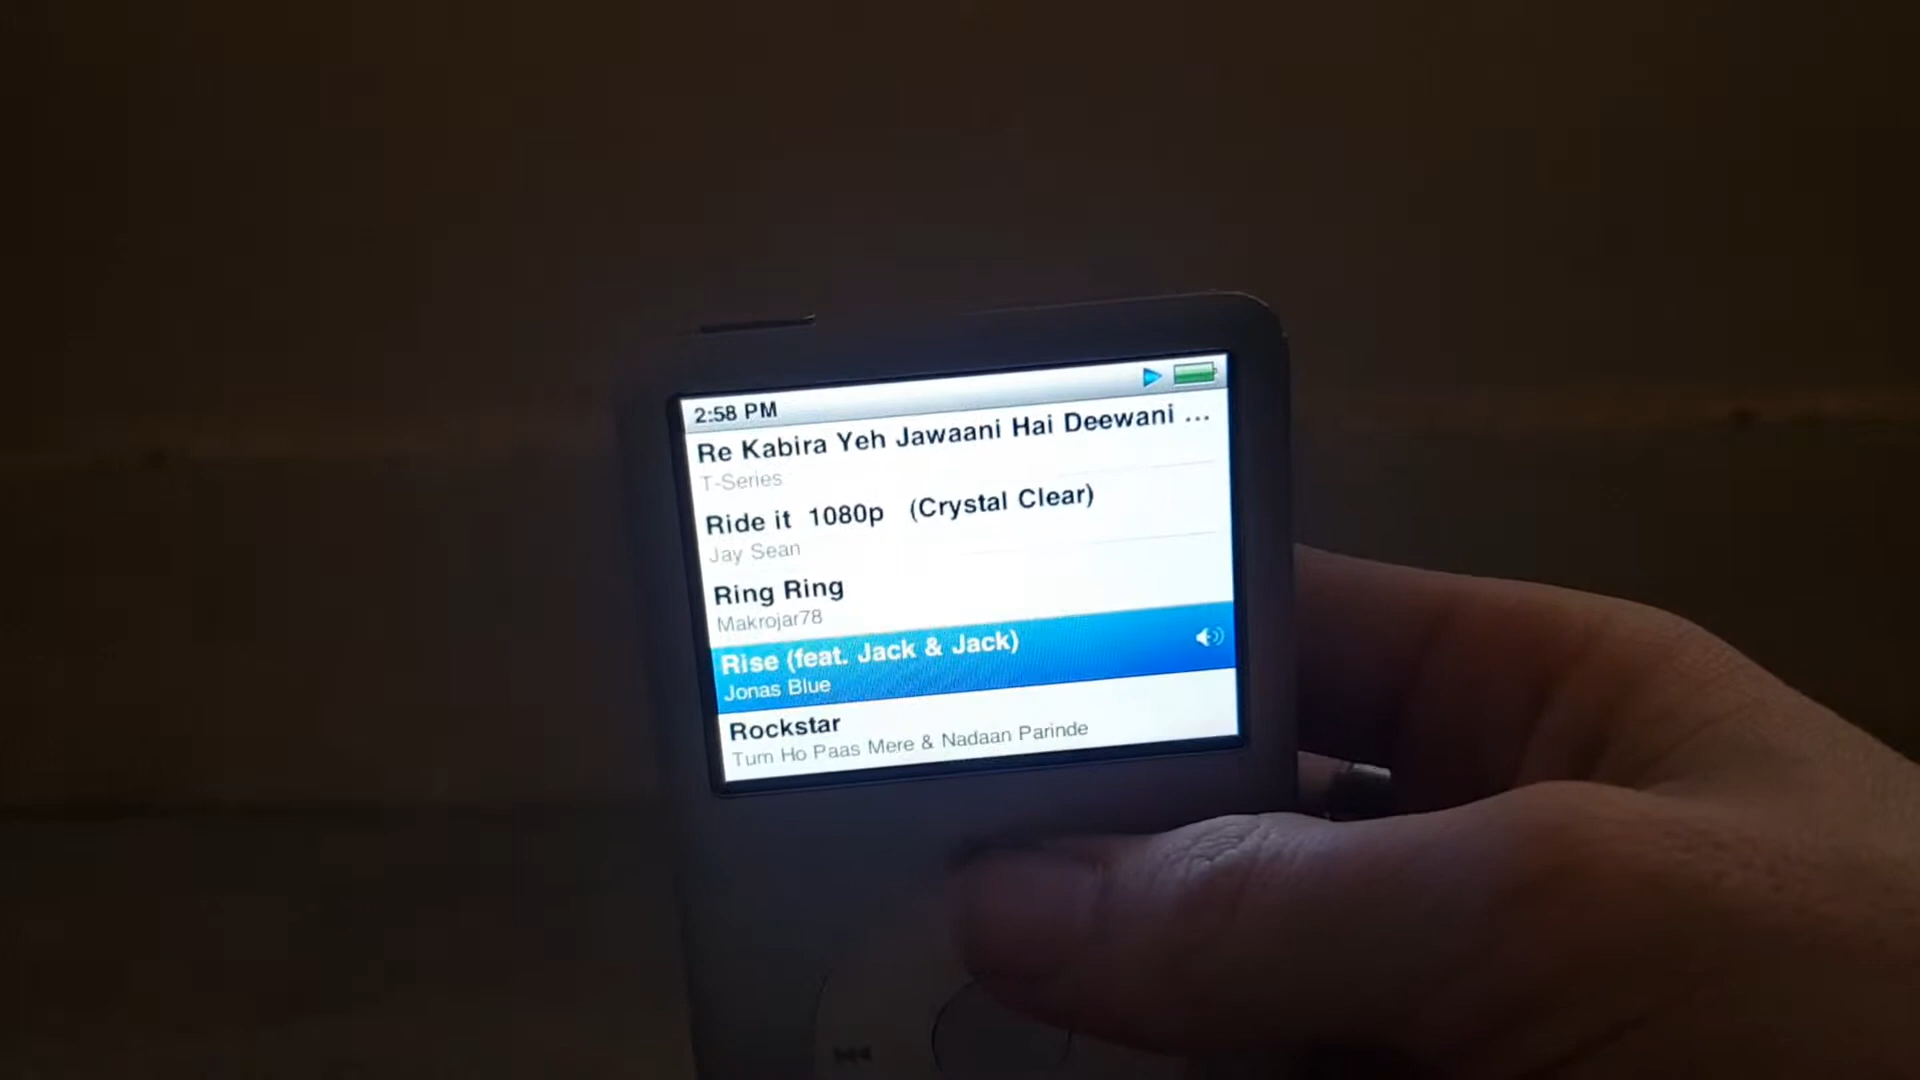 2:58 PM
Re Kabira Yeh Jawaani Hai Deewani ...
T-Series
Ride it 1080p (Crystal Clear)
Jay Sean
Ring Ring
Makrojar78
Rise (feat. Jack & Jack)
Jonas Blue
Rockstar
Tum Ho Paas Mere & Nadaan Parinde